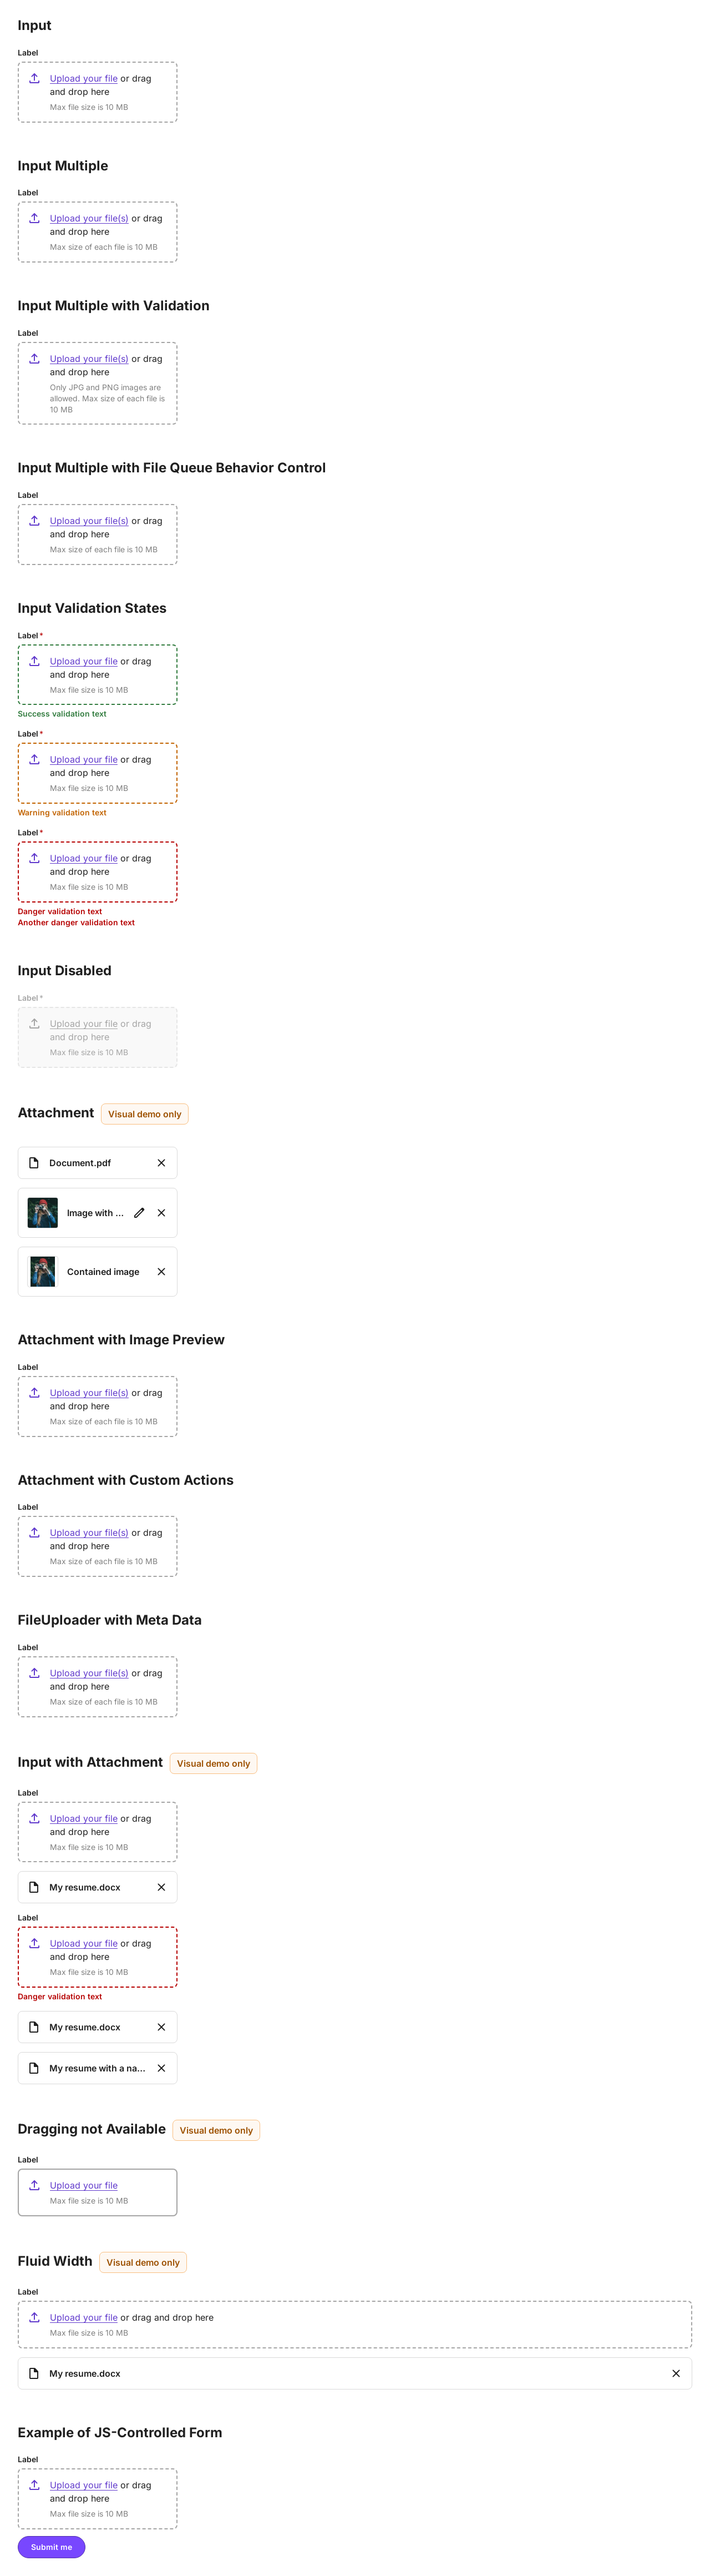 Input
Label
Upload your file or drag
and drop here
Max file size is 10 MB
Input Multiple
Label
Upload your file(s) or drag
and drop here
Max size of each file is 10 MB
Input Multiple with Validation
Label
Upload your file(s) or drag
and drop here
Only JPG and PNG images are
allowed. Max size of each file is
10 MB
Input Multiple with File Queue Behavior Control
Label
Upload your file(s) or drag
and drop here
Max size of each file is 10 MB
Input Validation States
Label*
Upload your file or drag
and drop here
Max file size is 10 MB
Success validation text
Label*
Upload your file or drag
and drop here
Max file size is 10 MB
Warning validation text
Label*
Upload your file or drag
and drop here
Max file size is 10 MB
Danger validation text
Another danger validation text
Input Disabled
Label*
Upload your file or drag
and drop here
Max file size is 10 MB
Attachment Visual demo only
Document.pdf
Image with ...
Contained image
Attachment with Image Preview
Label
Upload your file(s) or drag
and drop here
Max size of each file is 10 MB
Attachment with Custom Actions
Label
Upload your file(s) or drag
and drop here
Max size of each file is 10 MB
FileUploader with Meta Data
Label
Upload your file(s) or drag
and drop here
Max size of each file is 10 MB
Input with Attachment Visual demo only
Label
Upload your file or drag
and drop here
Max file size is 10 MB
My resume.docx
Label
Upload your file or drag
and drop here
Max file size is 10 MB
Danger validation text
My resume.docx
My resume with a na...
Dragging not Available Visual demo only
Label
Upload your file
Max file size is 10 MB
Fluid Width Visual demo only
Label
Upload your file or drag and drop here
Max file size is 10 MB
My resume.docx
Example of JS-Controlled Form
Label
Upload your file or drag
and drop here
Max file size is 10 MB
Submit me